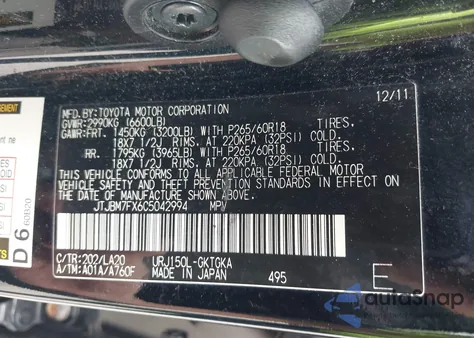 12/11
MFD.BY: TOYOTA MOTOR CORPORATION
GVWR: 2990KG (6600LB)
GAWR: FRT. 1450KG (3200LB) WITH P265/60R18 TIRES.
18X7 1/2J RIMS. AT 220KPA (32PSI) COLD.
RR. 1795KG (3965LB) WITH P265/60R18 TIRES.
18X7 1/2J RIMS. AT 220KPA (32PSI) COLD.
THIS VEHICLE CONFORMS TO ALL APPLICABLE FEDERAL MOTOR
VEHICLE SAFETY AND THEFT PREVENTION STANDARDS IN EFFECT
ON THE DATE OF MANUFACTURE SHOWN ABOVE.
JTJBM7FX6C5042994 MPV
C/TR: 202/LA20 URJ150L-GKTGKA
A/TM: A01A/A760F MADE IN JAPAN 495 E
D 6
60D20
autoSnap